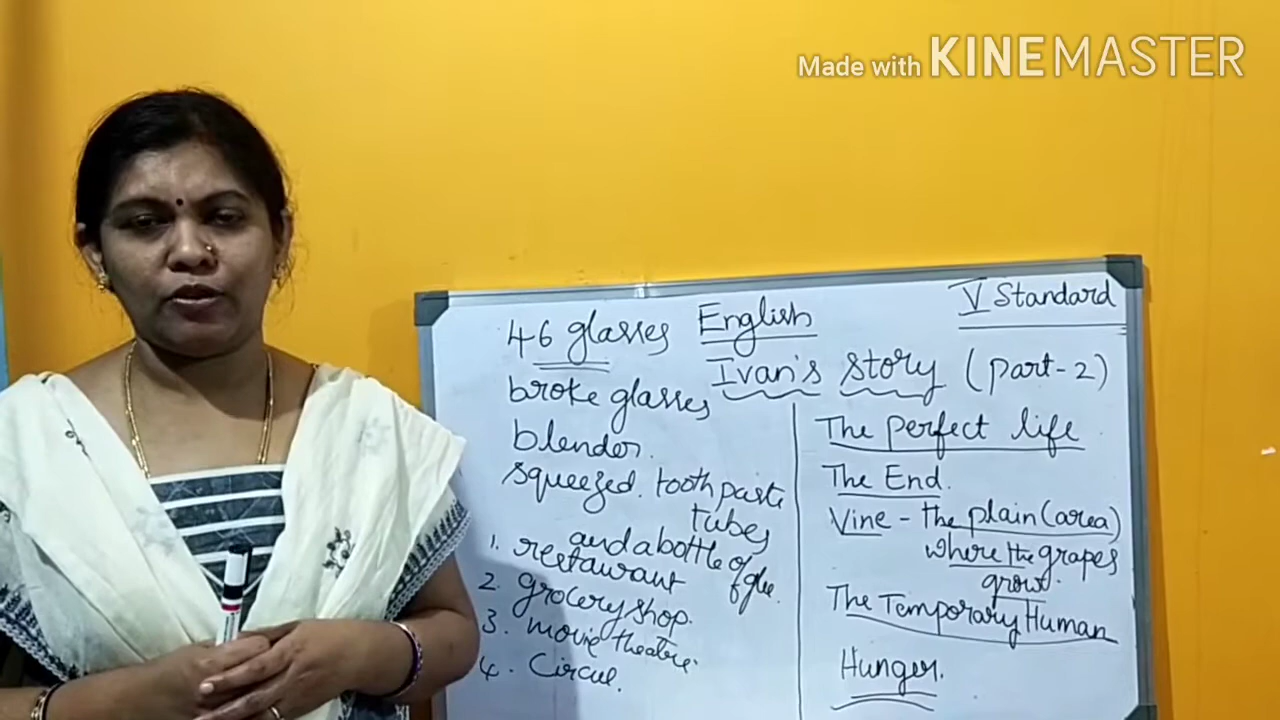 Made with KINEMASTER
V Standard
English
Ivan's story (part-2)
46 glasses
broke glasses
blender.
squeezed. tooth paste
tubes
and a bottle of glue.
1. restaurant
2. grocery shop.
3. movie theatre.
4. Circus.
The perfect life
The End.
Vine - the plain (area)
where the grapes
grow.
The Temporary Human
Hunger.